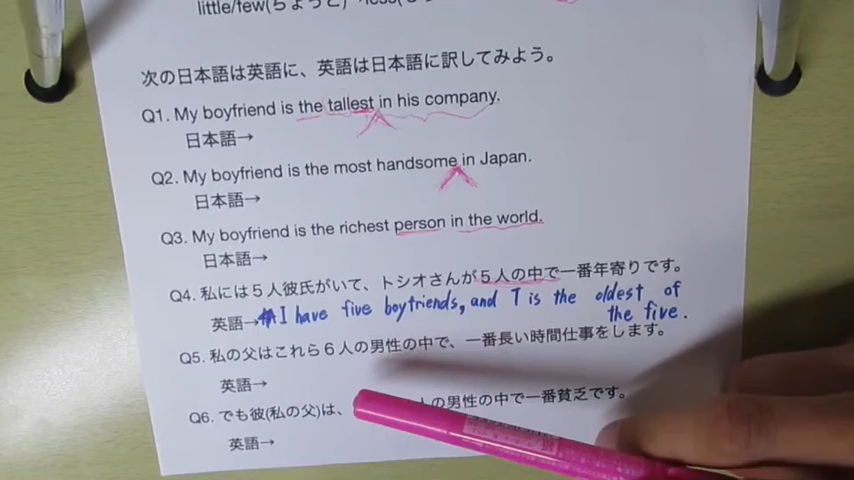 little/few(ちょっと)
次の日本語は英語に、英語は日本語に訳してみよう。
Q1. My boyfriend is the tallest in his company.
日本語→
Q2. My boyfriend is the most handsome in Japan.
日本語→
Q3. My boyfriend is the richest person in the world.
日本語→
Q4. 私には5人彼氏がいて、トシオさんが5人の中で一番年寄りです。
英語→I have five boyfriends, and T is the oldest of
the five.
Q5. 私の父はこれら6人の男性の中で、一番長い時間仕事をします。
英語→
Q6. でも彼(私の父)は、人の男性の中で一番貧乏です。
英語→